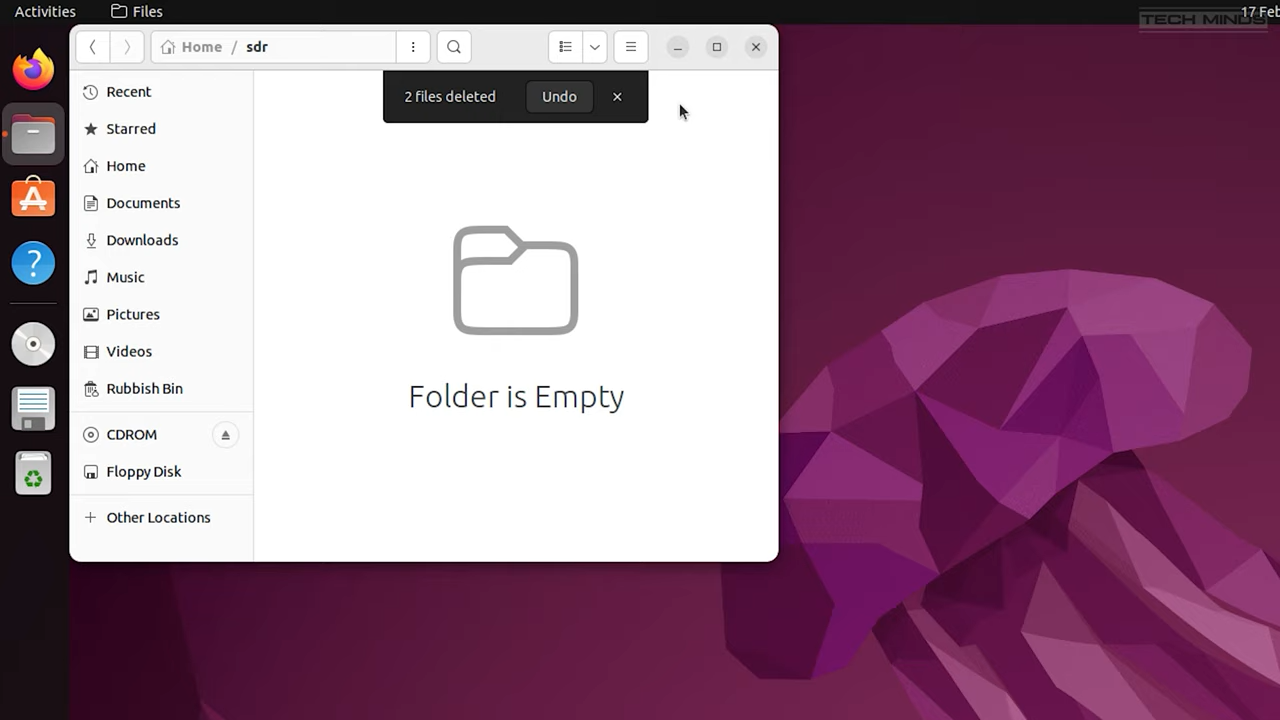 Activities
Files
17 Feb
TECH MINDS
Home / sdr
2 files deleted
Undo
Recent
Starred
Home
Documents
Downloads
Music
Pictures
Videos
Rubbish Bin
CDROM
Floppy Disk
Other Locations
Folder is Empty